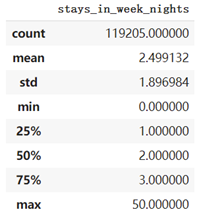 stays_in_week_nights
count 119205.000000
mean 2.499132
std 1.896984
min 0.000000
25% 1.000000
50% 2.000000
75% 3.000000
max 50.000000